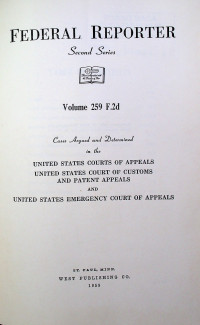 FEDERAL REPORTER
Second Series
Volume 259 F.2d
Cases Argued and Determined
in the
UNITED STATES COURTS OF APPEALS
UNITED STATES COURT OF CUSTOMS
AND PATENT APPEALS
AND
UNITED STATES EMERGENCY COURT OF APPEALS
ST. PAUL, MINN.
WEST PUBLISHING CO.